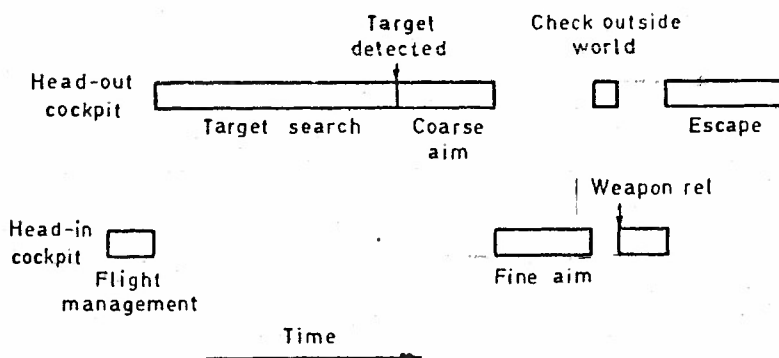 Target
detected
Check outside
world
Head-out
cockpit
Target search
Coarse
aim
Escape
Weapon rel
Head-in
cockpit
Flight
management
Fine aim
Time